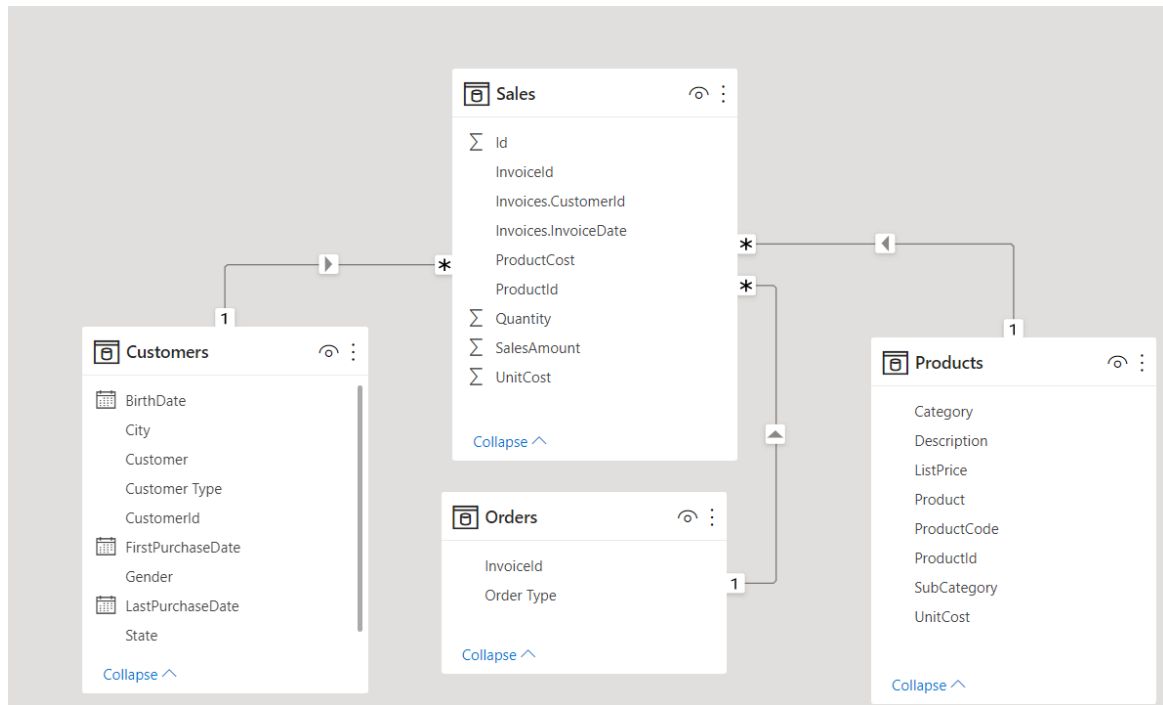 Sales
Id
InvoiceId
Invoices.CustomerId
Invoices.InvoiceDate
ProductCost
ProductId
Quantity
SalesAmount
UnitCost
Collapse
*
*
*
1
1
1
Customers
BirthDate
City
Customer
Customer Type
CustomerId
FirstPurchaseDate
Gender
LastPurchaseDate
State
Collapse
Orders
InvoiceId
Order Type
Collapse
Products
Category
Description
ListPrice
Product
ProductCode
ProductId
SubCategory
UnitCost
Collapse